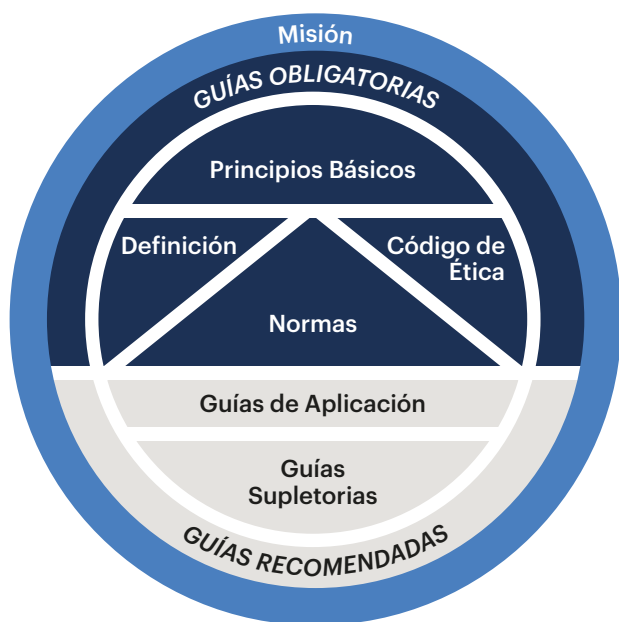 Misión
GUÍAS OBLIGATORIAS
Principios Básicos
Definición
Código de
Ética
Normas
Guías de Aplicación
Guías
Supletorias
GUÍAS RECOMENDADAS